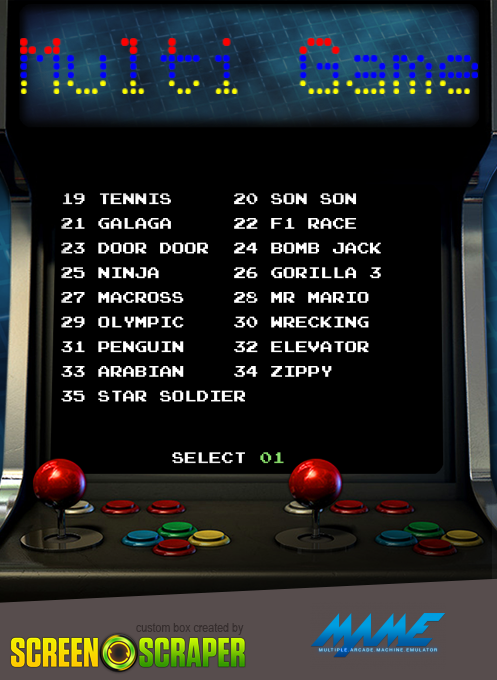 Multi Game
19 TENNIS 20 SON SON
21 GALAGA 22 F1 RACE
23 DOOR DOOR 24 BOMB JACK
25 NINJA 26 GORILLA 3
27 MACROSS 28 MR MARIO
29 OLYMPIC 30 WRECKING
31 PENGUIN 32 ELEVATOR
33 ARABIAN 34 ZIPPY
35 STAR SOLDIER
SELECT 01
custom box created by
SCREEN SCRAPER
MAME
MULTIPLE ARCADE MACHINE EMULATOR